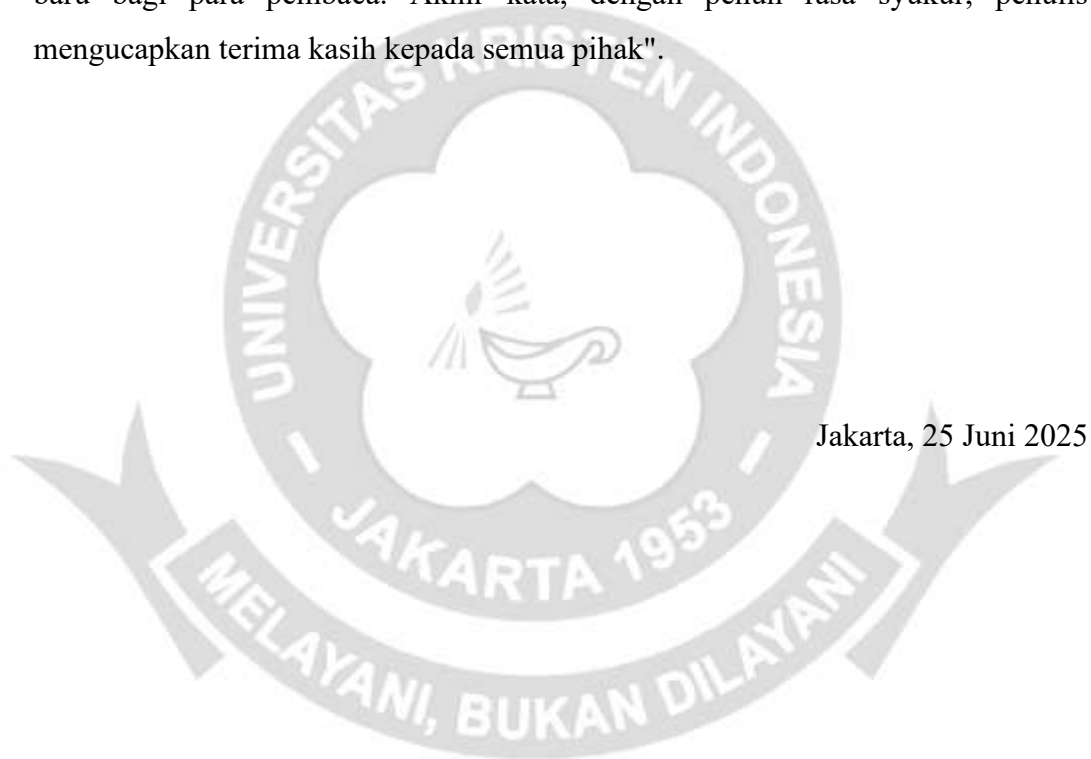 baru bagi para pembaca. Akhir kata, dengan penuh rasa syukur, penulis
mengucapkan terima kasih kepada semua pihak".
UNIVERSITAS KRISTEN INDONESIA
Jakarta, 25 Juni 2025
- JAKARTA 1953 -
MELAYANI, BUKAN DILAYANI